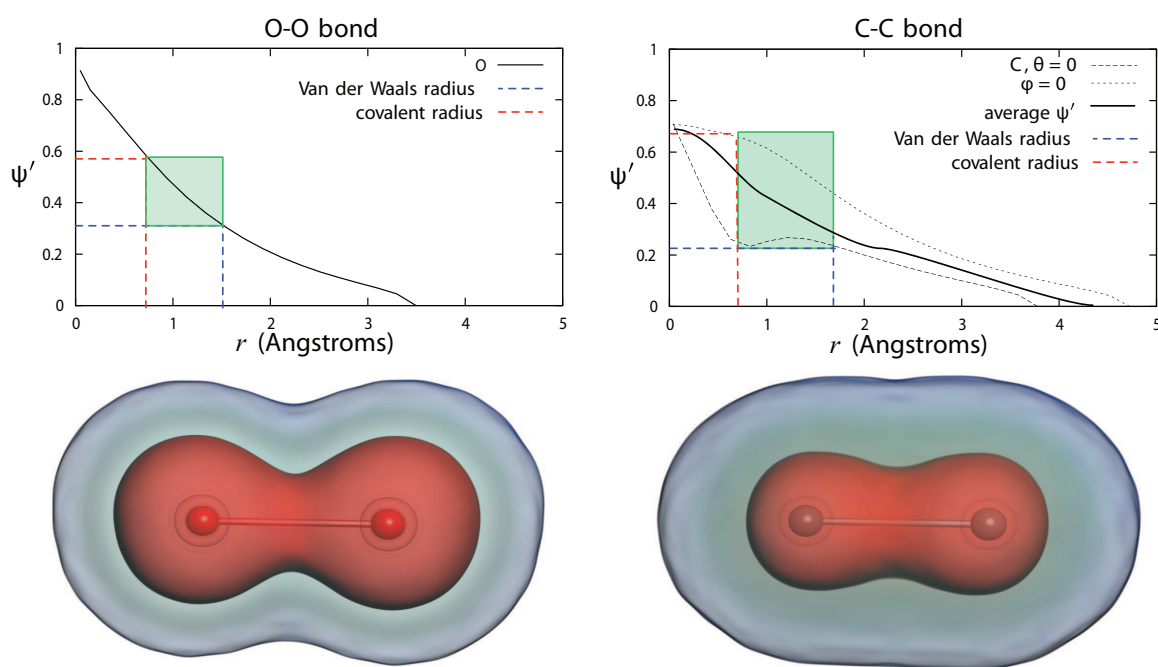 O-O bond
1
0.8
0.6
0.4
0.2
0
ψ′
0 1 2 3 4 5
r (Angstroms)
O
Van der Waals radius
covalent radius
C-C bond
1
0.8
0.6
0.4
0.2
0
ψ′
0 1 2 3 4 5
r (Angstroms)
C, θ = 0
φ = 0
average ψ′
Van der Waals radius
covalent radius